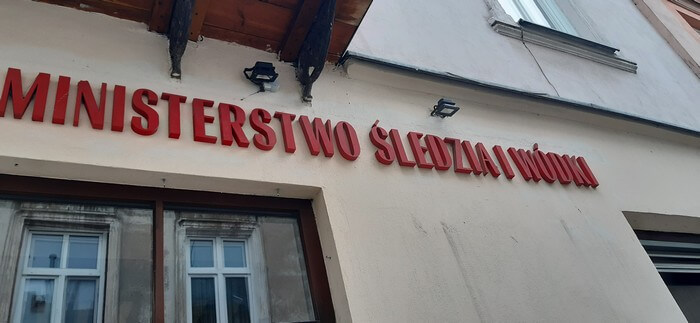 MINISTERSTWO ŚLEDZIA I WÓDKI